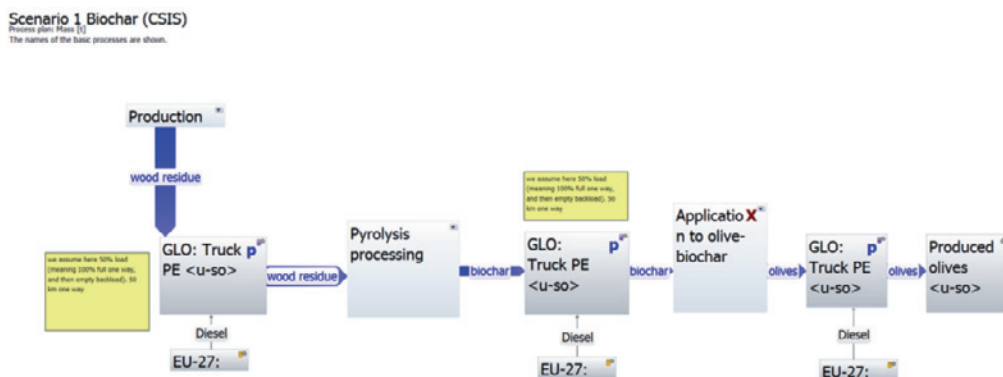 Scenario 1 Biochar (CSIS)
Process plan: Mass [t]
The names of the basic processes are shown.
Production
wood residue
we assume here 50% load
(meaning 100% full one way,
and then empty backload). 50
km one way
GLO: Truck p
PE <u-so>
wood residue
Diesel
EU-27:
Pyrolysis
processing
biochar
we assume here 50% load
(meaning 100% full one way,
and then empty backload). 50
km one way
GLO: p
Truck PE
<u-so>
Diesel
EU-27:
biochar
Applicatio X
n to olive-
biochar
olives
GLO: p
Truck PE
<u-so>
Diesel
EU-27:
olives
Produced
olives
<u-so>